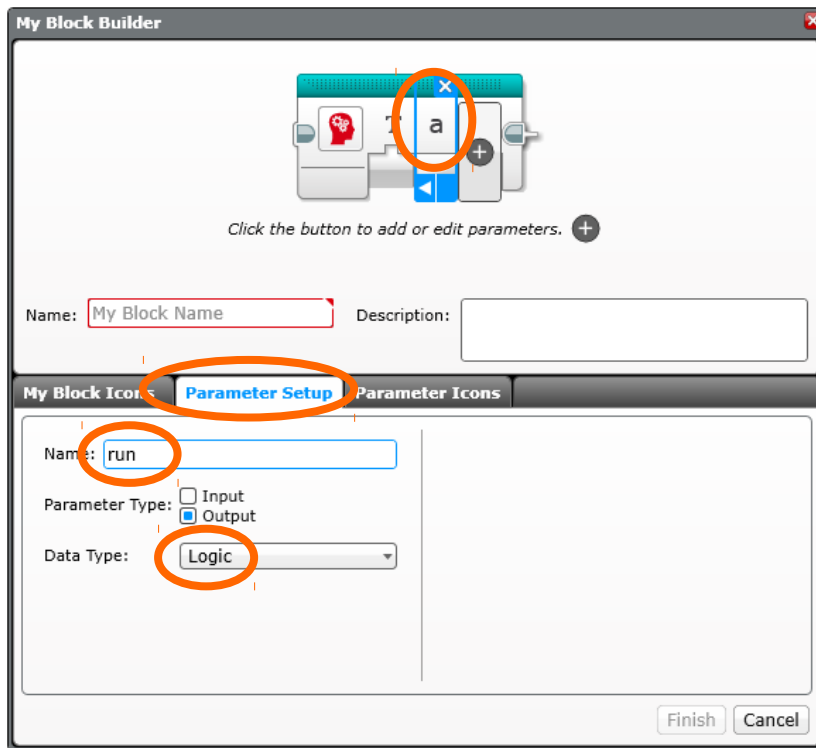 My Block Builder
T a
Click the button to add or edit parameters.
Name: My Block Name Description:
My Block Icons Parameter Setup Parameter Icons
Name: run
Parameter Type: Input
Output
Data Type: Logic
Finish Cancel